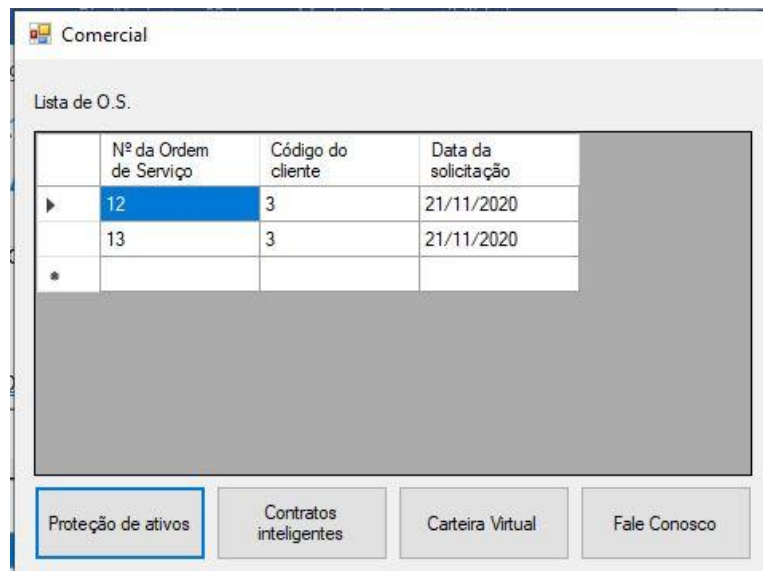 Comercial
Lista de O.S.
Nº da Ordem de Serviço Código do cliente Data da solicitação
12 3 21/11/2020
13 3 21/11/2020
Proteção de ativos Contratos inteligentes Carteira Virtual Fale Conosco